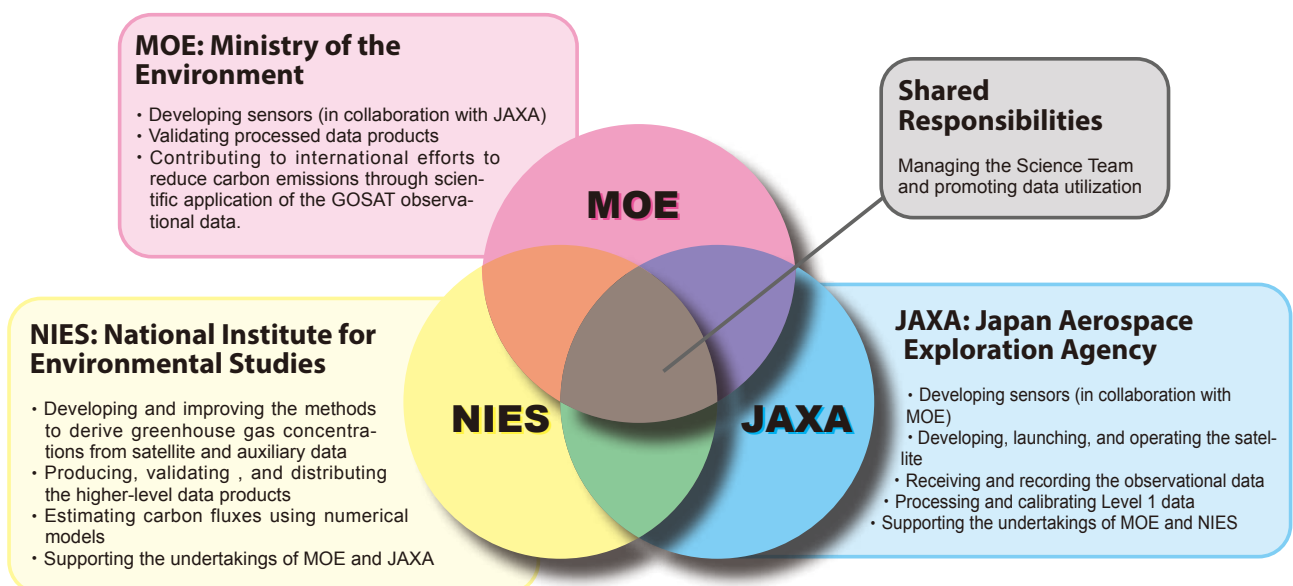 MOE: Ministry of the
Environment
・Developing sensors (in collaboration with JAXA)
・Validating processed data products
・Contributing to international efforts to
reduce carbon emissions through scien-
tific application of the GOSAT observa-
tional data.
Shared
Responsibilities
Managing the Science Team
and promoting data utilization
MOE
NIES
JAXA
NIES: National Institute for
Environmental Studies
・Developing and improving the methods
to derive greenhouse gas concentra-
tions from satellite and auxiliary data
・Producing, validating , and distributing
the higher-level data products
・Estimating carbon fluxes using numerical
models
・Supporting the undertakings of MOE and JAXA
JAXA: Japan Aerospace
Exploration Agency
・Developing sensors (in collaboration with
MOE)
・Developing, launching, and operating the satel-
lite
・Receiving and recording the observational data
・Processing and calibrating Level 1 data
・Supporting the undertakings of MOE and NIES